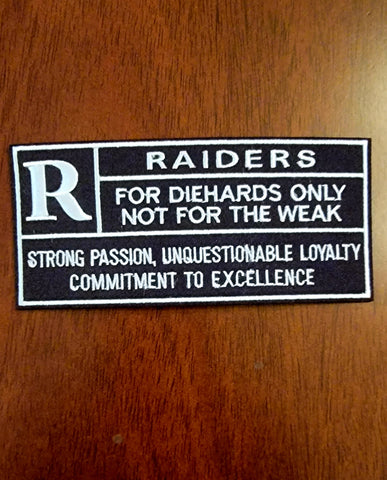 R
RAIDERS
FOR DIEHARDS ONLY
NOT FOR THE WEAK
STRONG PASSION, UNQUESTIONABLE LOYALTY
COMMITMENT TO EXCELLENCE